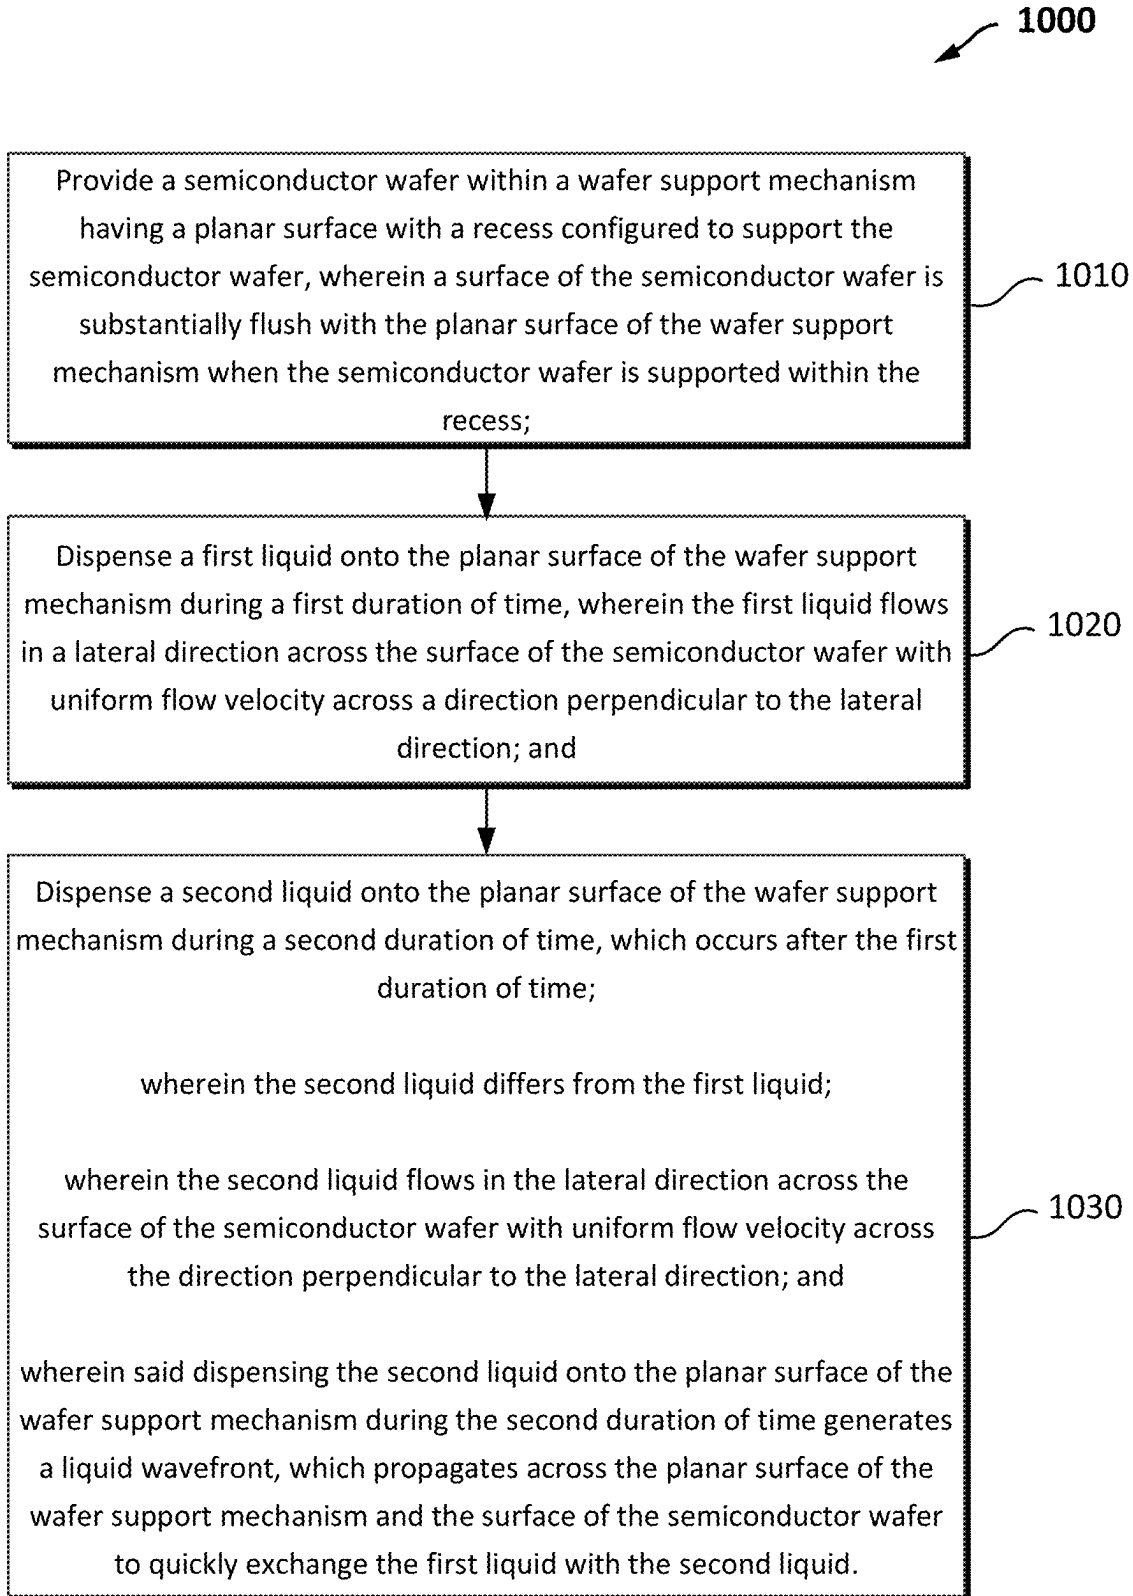 1000
Provide a semiconductor wafer within a wafer support mechanism
having a planar surface with a recess configured to support the
semiconductor wafer, wherein a surface of the semiconductor wafer is
substantially flush with the planar surface of the wafer support
mechanism when the semiconductor wafer is supported within the
recess;
1010
Dispense a first liquid onto the planar surface of the wafer support
mechanism during a first duration of time, wherein the first liquid flows
in a lateral direction across the surface of the semiconductor wafer with
uniform flow velocity across a direction perpendicular to the lateral
direction; and
1020
Dispense a second liquid onto the planar surface of the wafer support
mechanism during a second duration of time, which occurs after the first
duration of time;
wherein the second liquid differs from the first liquid;
wherein the second liquid flows in the lateral direction across the
surface of the semiconductor wafer with uniform flow velocity across
the direction perpendicular to the lateral direction; and
wherein said dispensing the second liquid onto the planar surface of the
wafer support mechanism during the second duration of time generates
a liquid wavefront, which propagates across the planar surface of the
wafer support mechanism and the surface of the semiconductor wafer
to quickly exchange the first liquid with the second liquid.
1030